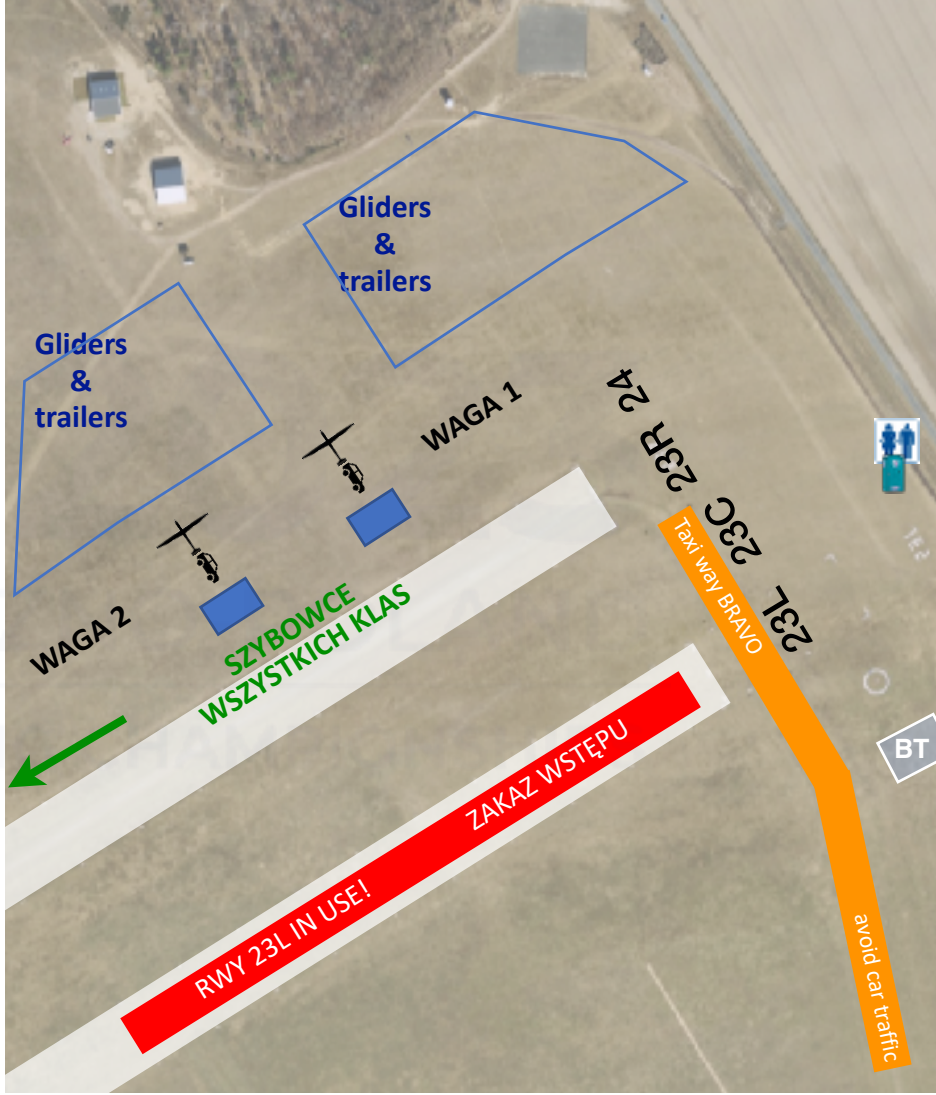 Gliders
&
trailers
Gliders
&
trailers
WAGA 1
24
23R
23C
23L
Taxi way BRAVO
WAGA 2
SZYBOWCE
WSZYSTKICH KLAS
BT
ZAKAZ WSTĘPU
RWY 23L IN USE!
avoid car traffic